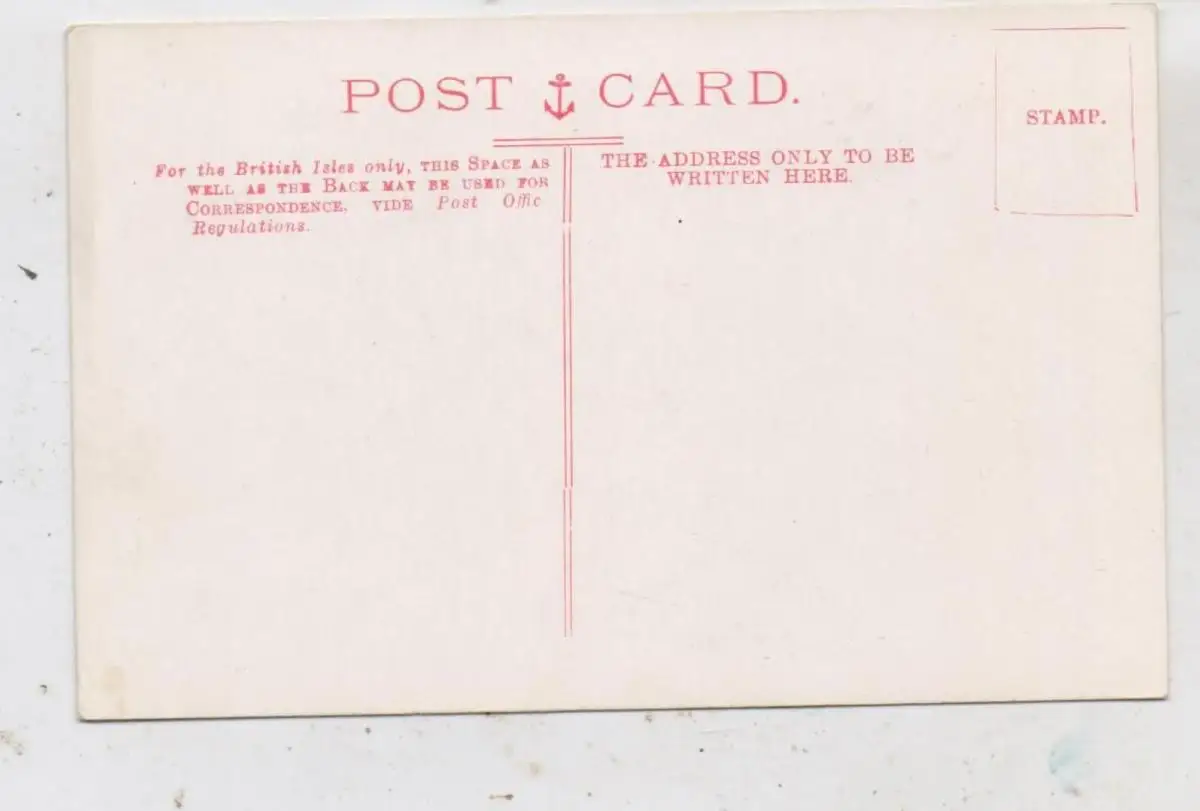 POST CARD.
STAMP.
For the British Isles only, THIS SPACE AS
WELL AS THE BACK MAY BE USED FOR
CORRESPONDENCE, VIDE Post Offic
Regulations.
THE ADDRESS ONLY TO BE
WRITTEN HERE.